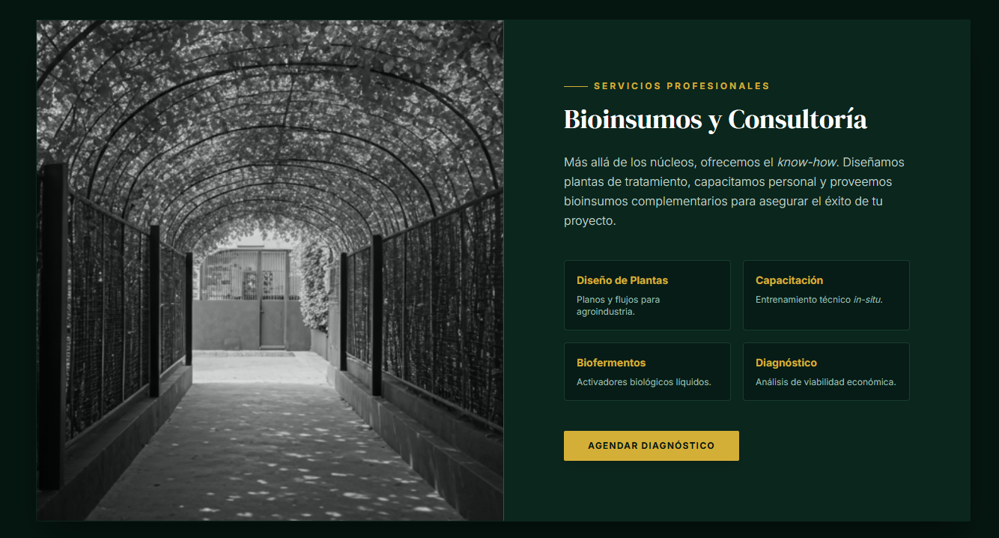 SERVICIOS PROFESIONALES
Bioinsumos y Consultoría
Más allá de los núcleos, ofrecemos el know-how. Diseñamos
plantas de tratamiento, capacitamos personal y proveemos
bioinsumos complementarios para asegurar el éxito de tu
proyecto.
Diseño de Plantas
Planos y flujos para
agroindustria.
Capacitación
Entrenamiento técnico in-situ.
Biofermentos
Activadores biológicos líquidos.
Diagnóstico
Análisis de viabilidad económica.
AGENDAR DIAGNÓSTICO